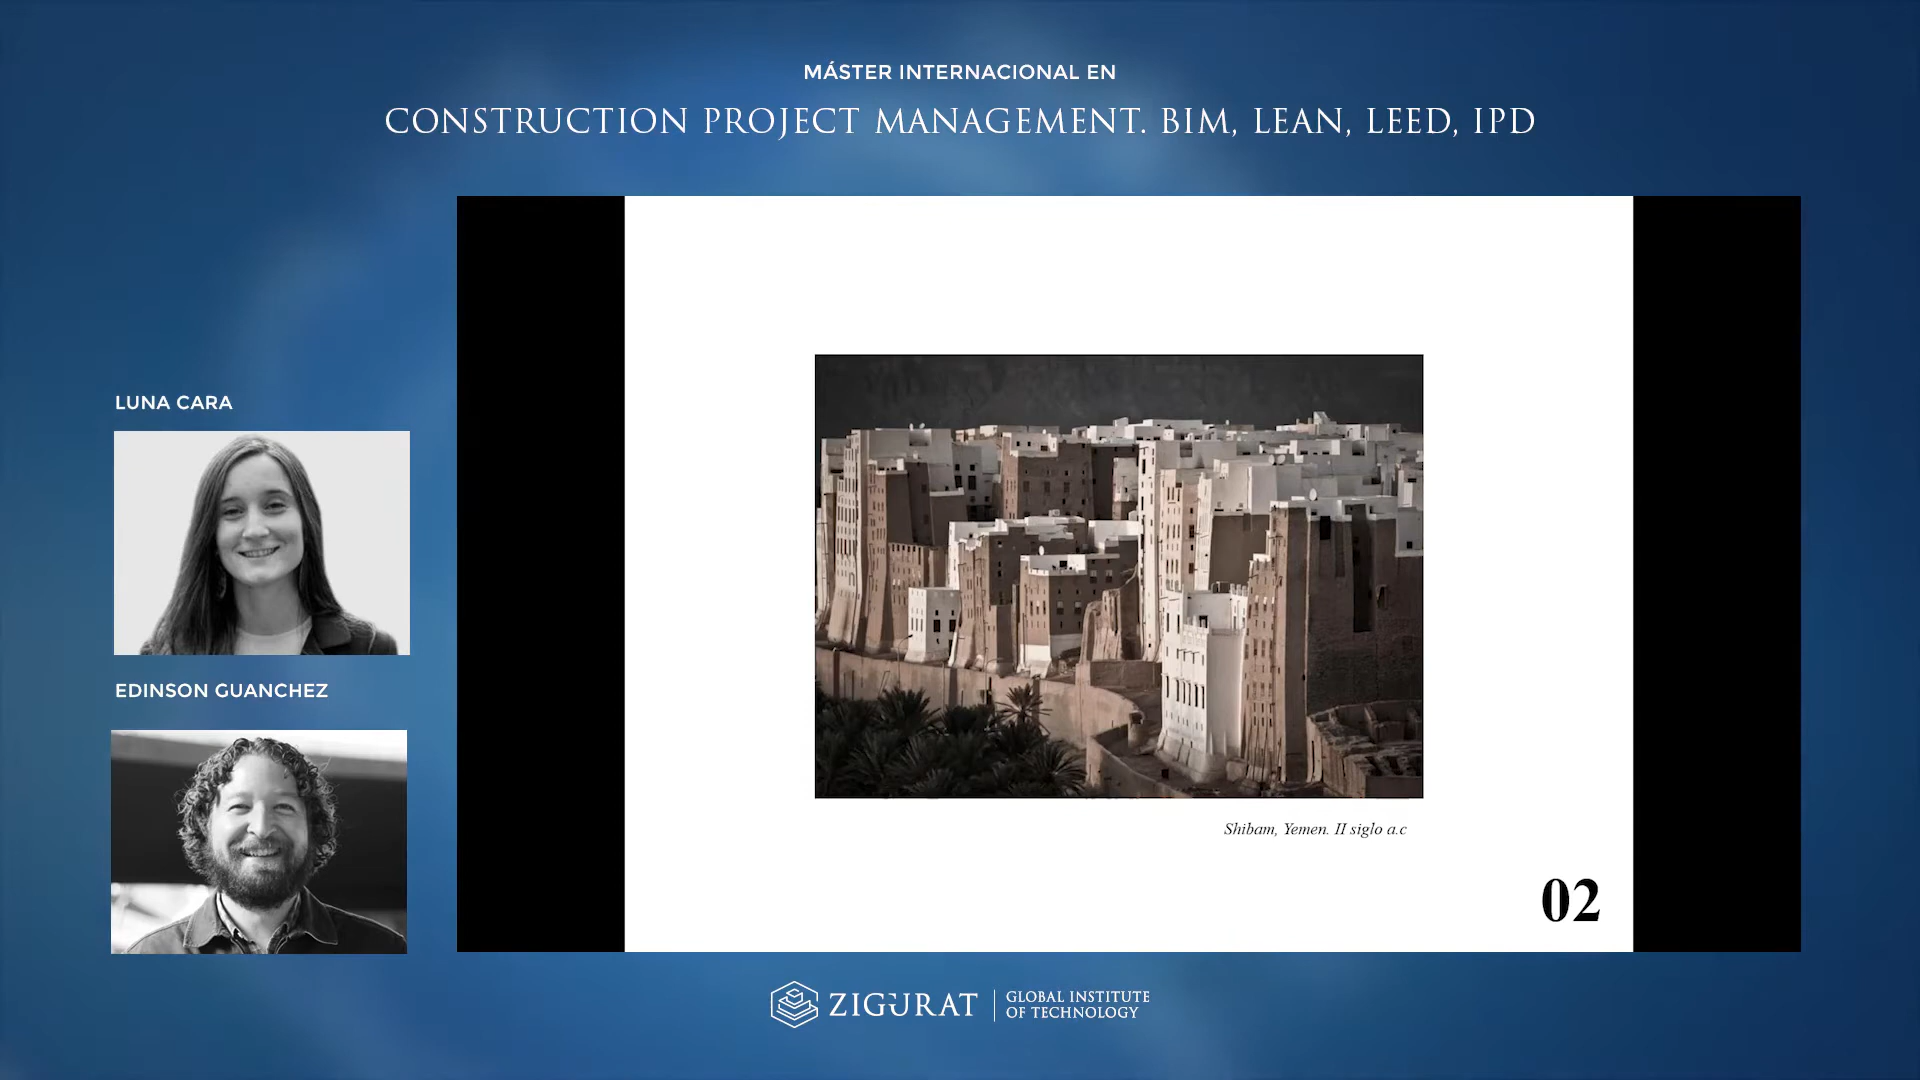 MÁSTER INTERNACIONAL EN
CONSTRUCTION PROJECT MANAGEMENT. BIM, LEAN, LEED, IPD
LUNA CARA
EDINSON GUANCHEZ
Shibam, Yemen. II siglo a.c
02
ZIGURAT
GLOBAL INSTITUTE
OF TECHNOLOGY